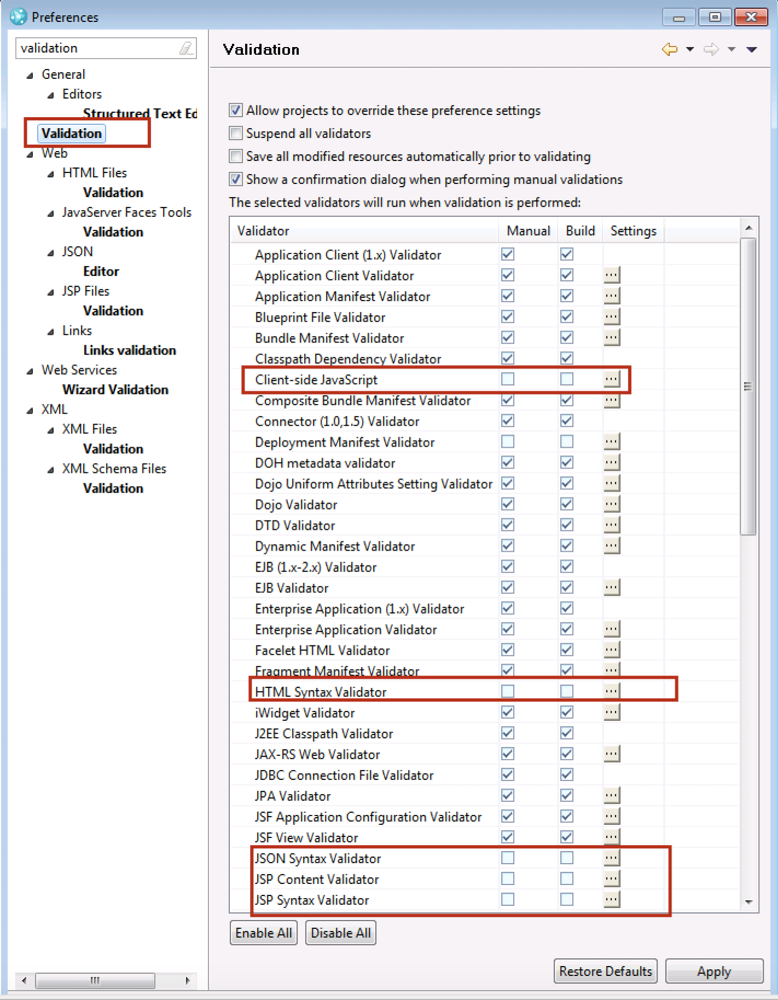 Preferences
validation
General
Editors
Structured Text Ed
Validation
Web
HTML Files
Validation
JavaServer Faces Tools
Validation
JSON
Editor
JSP Files
Validation
Links
Links validation
Web Services
Wizard Validation
XML
XML Files
Validation
XML Schema Files
Validation
Validation
Allow projects to override these preference settings
Suspend all validators
Save all modified resources automatically prior to validating
Show a confirmation dialog when performing manual validations
The selected validators will run when validation is performed:
Validator Manual Build Settings
Application Client (1.x) Validator
Application Client Validator ...
Application Manifest Validator ...
Blueprint File Validator ...
Bundle Manifest Validator ...
Classpath Dependency Validator
Client-side JavaScript ...
Composite Bundle Manifest Validator ...
Connector (1.0,1.5) Validator
Deployment Manifest Validator ...
DOH metadata validator ...
Dojo Uniform Attributes Setting Validator ...
Dojo Validator ...
DTD Validator ...
Dynamic Manifest Validator ...
EJB (1.x-2.x) Validator
EJB Validator ...
Enterprise Application (1.x) Validator
Enterprise Application Validator ...
Facelet HTML Validator ...
Fragment Manifest Validator ...
HTML Syntax Validator ...
iWidget Validator ...
J2EE Classpath Validator
JAX-RS Web Validator ...
JDBC Connection File Validator
JPA Validator ...
JSF Application Configuration Validator ...
JSF View Validator ...
JSON Syntax Validator ...
JSP Content Validator ...
JSP Syntax Validator ...
Enable All Disable All
Restore Defaults Apply